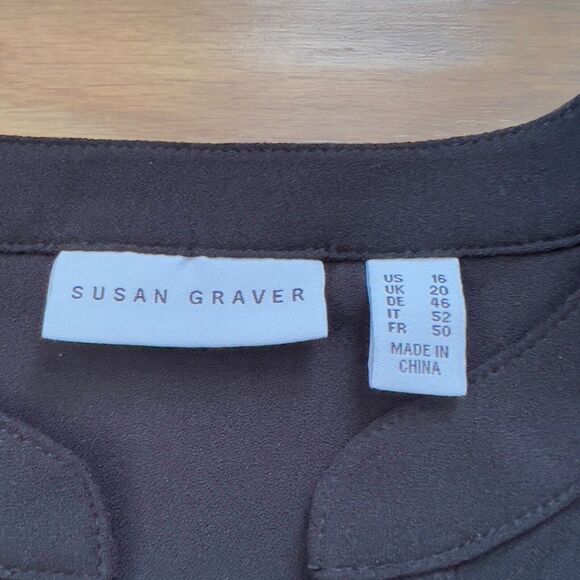 SUSAN GRAVER
US 16
UK 20
DE 46
IT 52
FR 50
MADE IN
CHINA